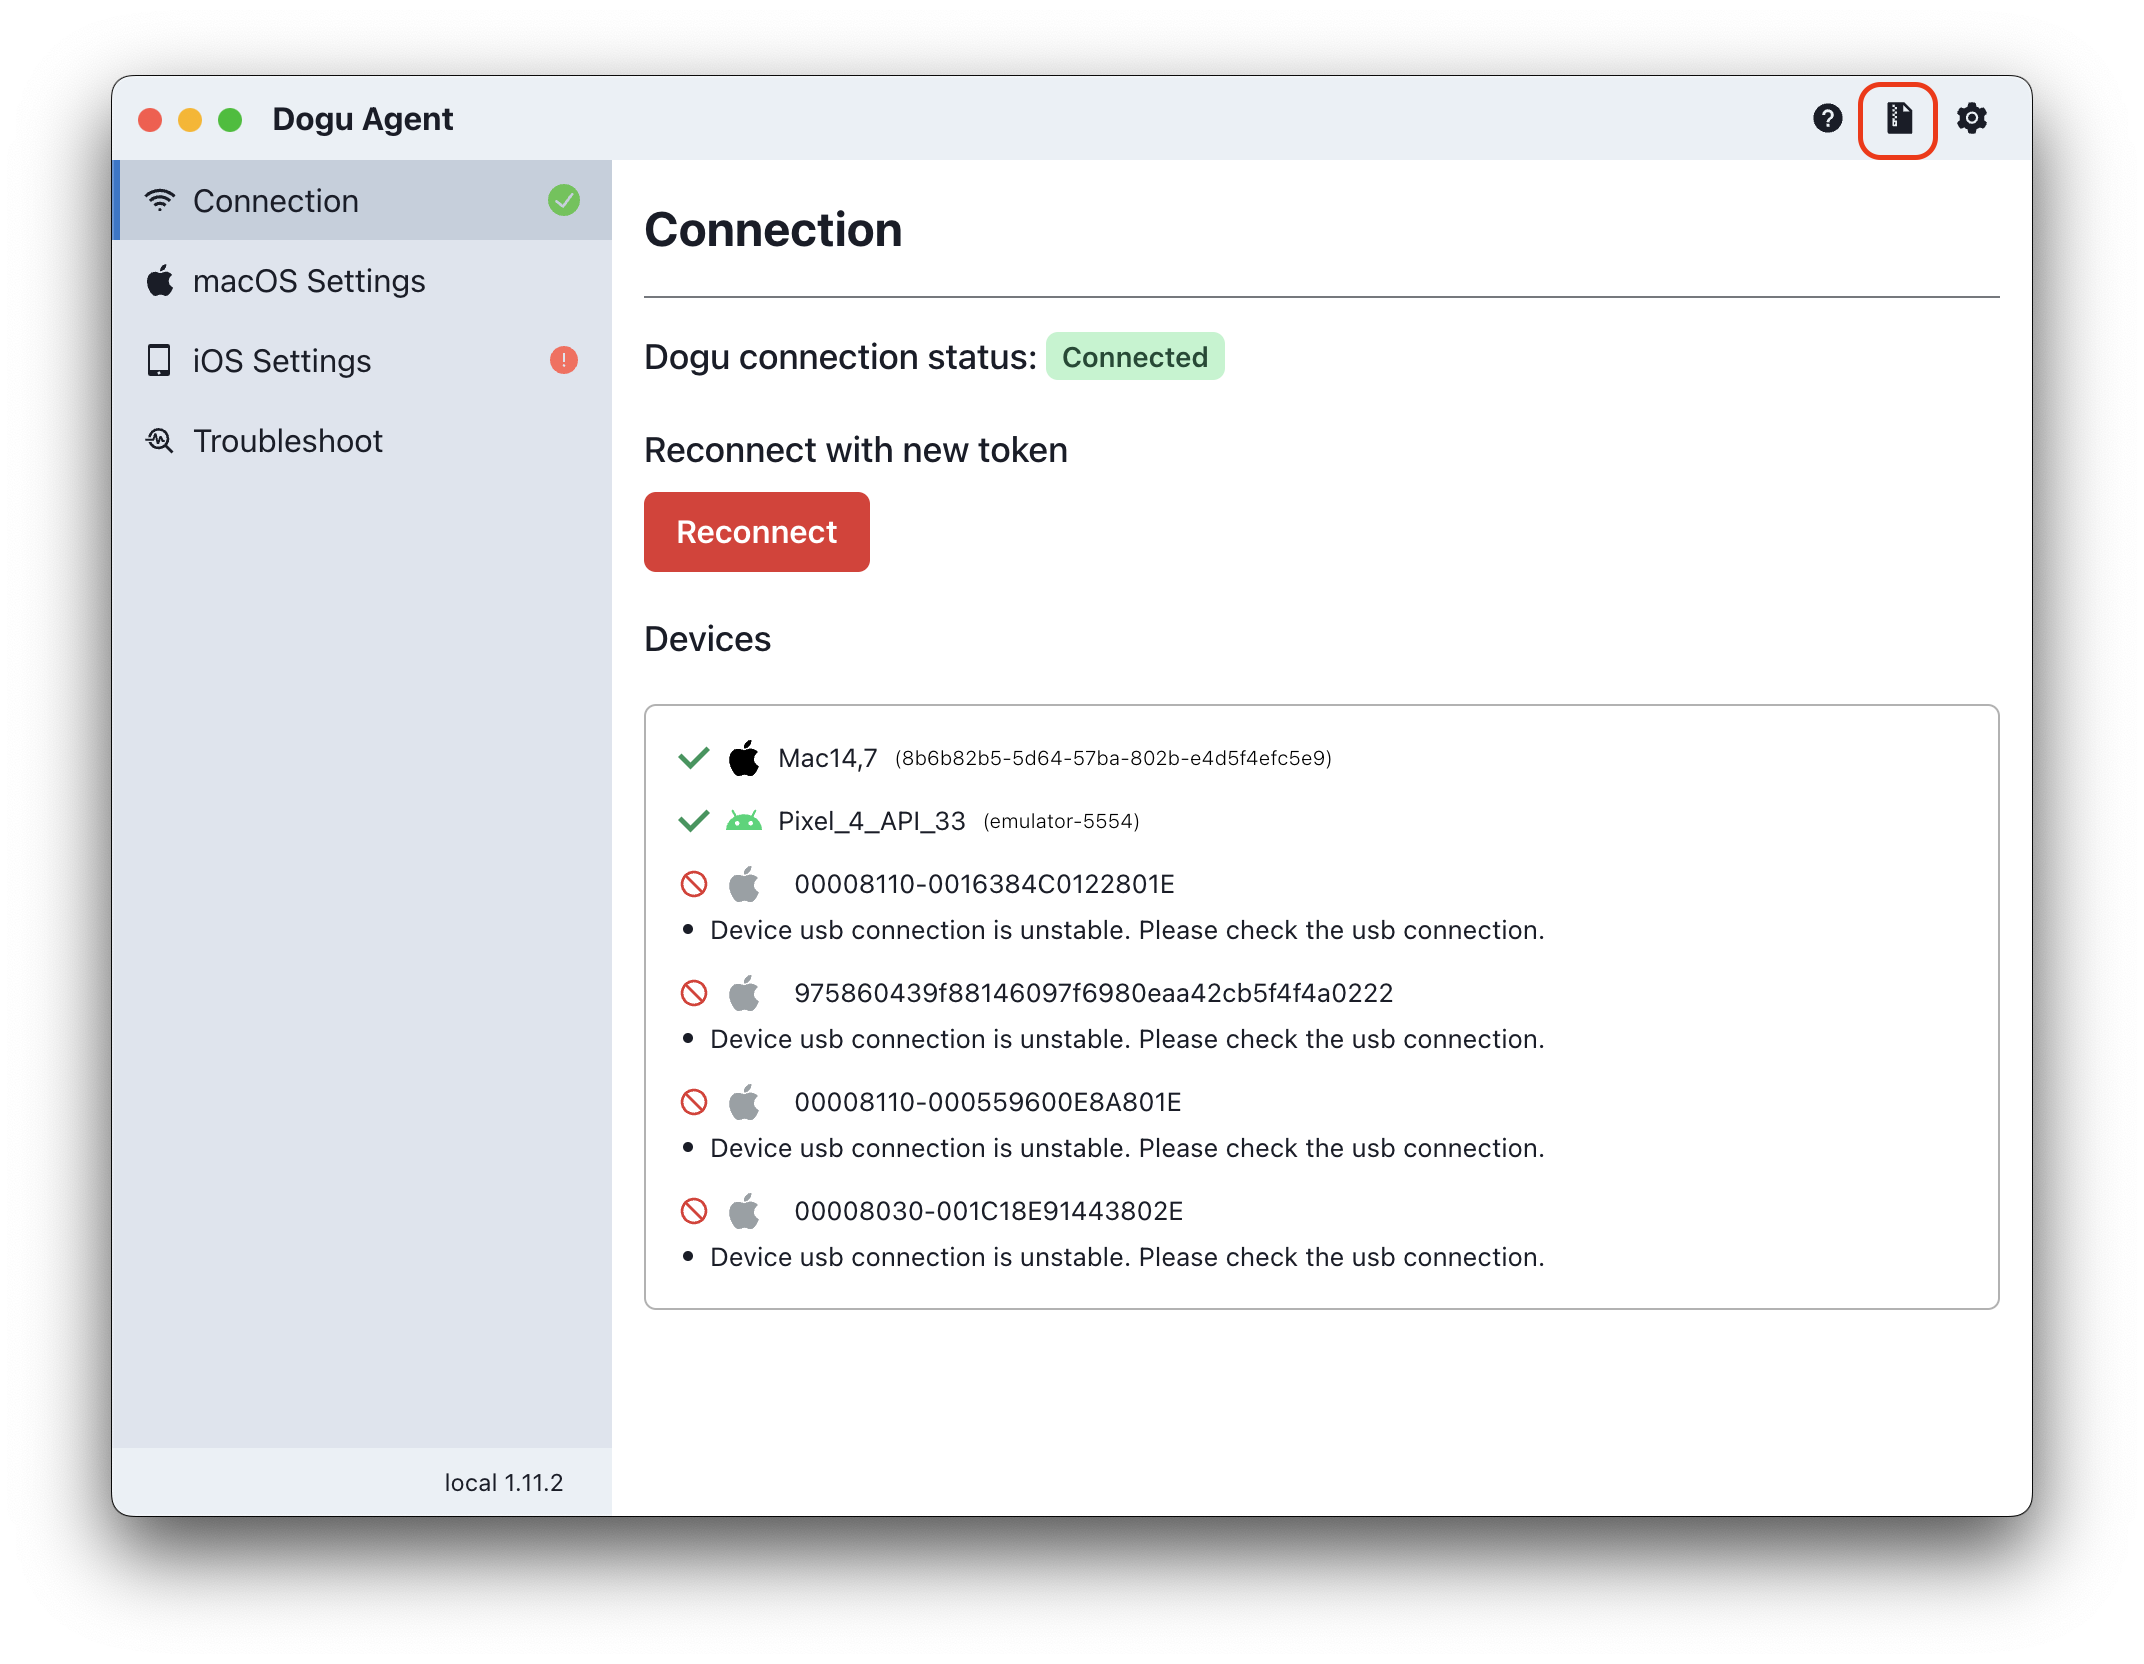 Dogu Agent
Connection
macOS Settings
iOS Settings
Troubleshoot
local 1.11.2
Connection
Dogu connection status: Connected
Reconnect with new token
Reconnect
Devices
Mac14,7 (8b6b82b5-5d64-57ba-802b-e4d5f4efc5e9)
Pixel_4_API_33 (emulator-5554)
00008110-0016384C0122801E
• Device usb connection is unstable. Please check the usb connection.
975860439f88146097f6980eaa42cb5f4f4a0222
• Device usb connection is unstable. Please check the usb connection.
00008110-000559600E8A801E
• Device usb connection is unstable. Please check the usb connection.
00008030-001C18E91443802E
• Device usb connection is unstable. Please check the usb connection.